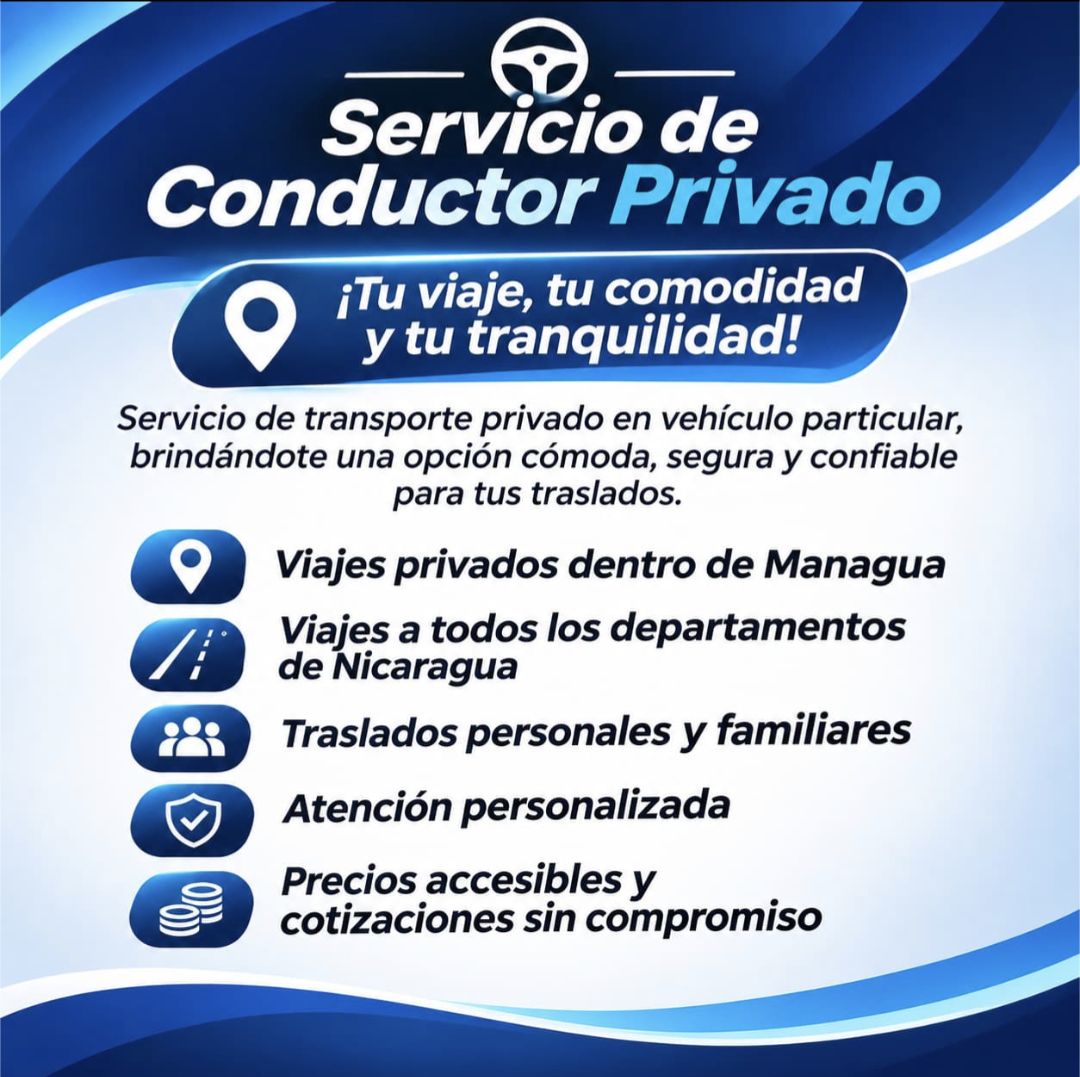 Servicio de
Conductor Privado
¡Tu viaje, tu comodidad
y tu tranquilidad!
Servicio de transporte privado en vehículo particular,
brindándote una opción cómoda, segura y confiable
para tus traslados.
Viajes privados dentro de Managua
Viajes a todos los departamentos
de Nicaragua
Traslados personales y familiares
Atención personalizada
Precios accesibles y
cotizaciones sin compromiso